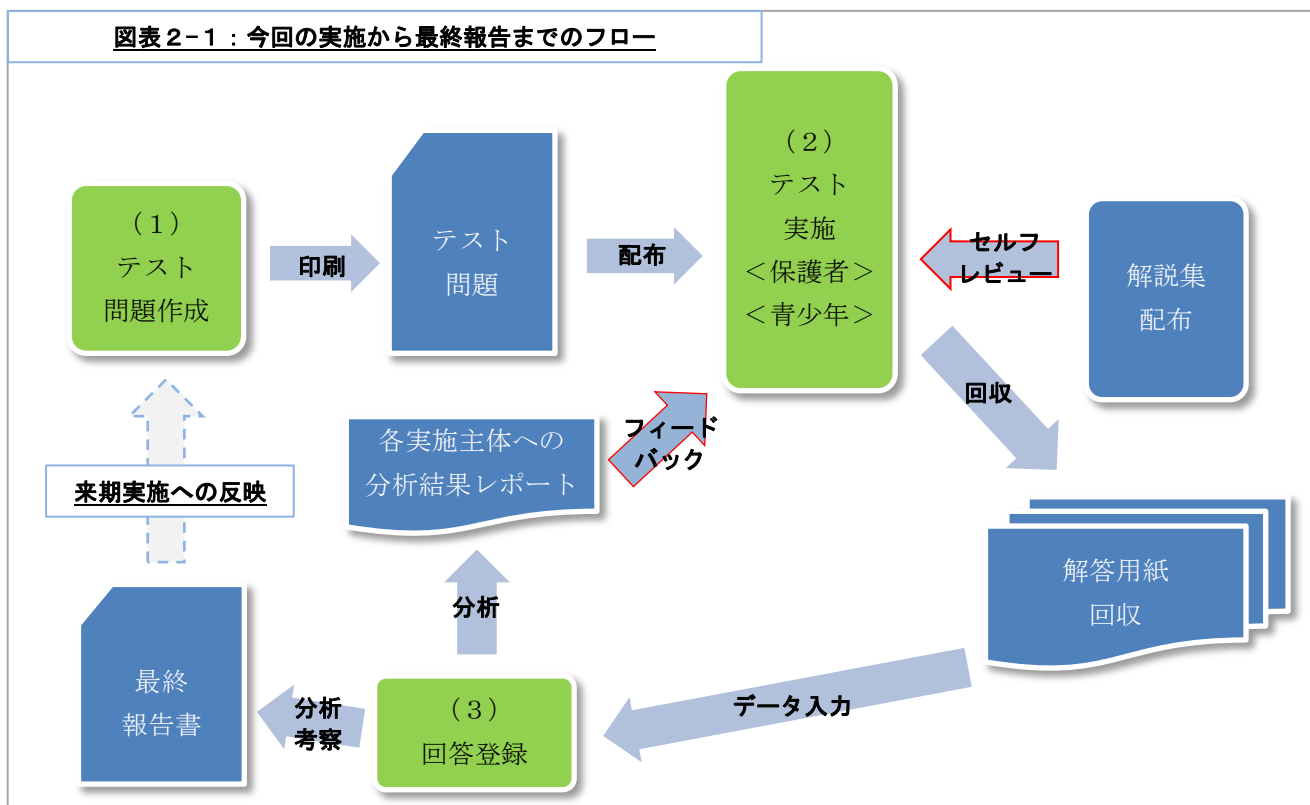 図表2-1:今回の実施から最終報告までのフロー
(1)
テスト
問題作成
印刷
テスト
問題
配布
(2)
テスト
実施
<保護者>
<青少年>
セルフ
レビュー
解説集
配布
回収
各実施主体への
分析結果レポート
フィード
バック
来期実施への反映
解答用紙
回収
分析
データ入力
最終
報告書
分析
考察
(3)
回答登録